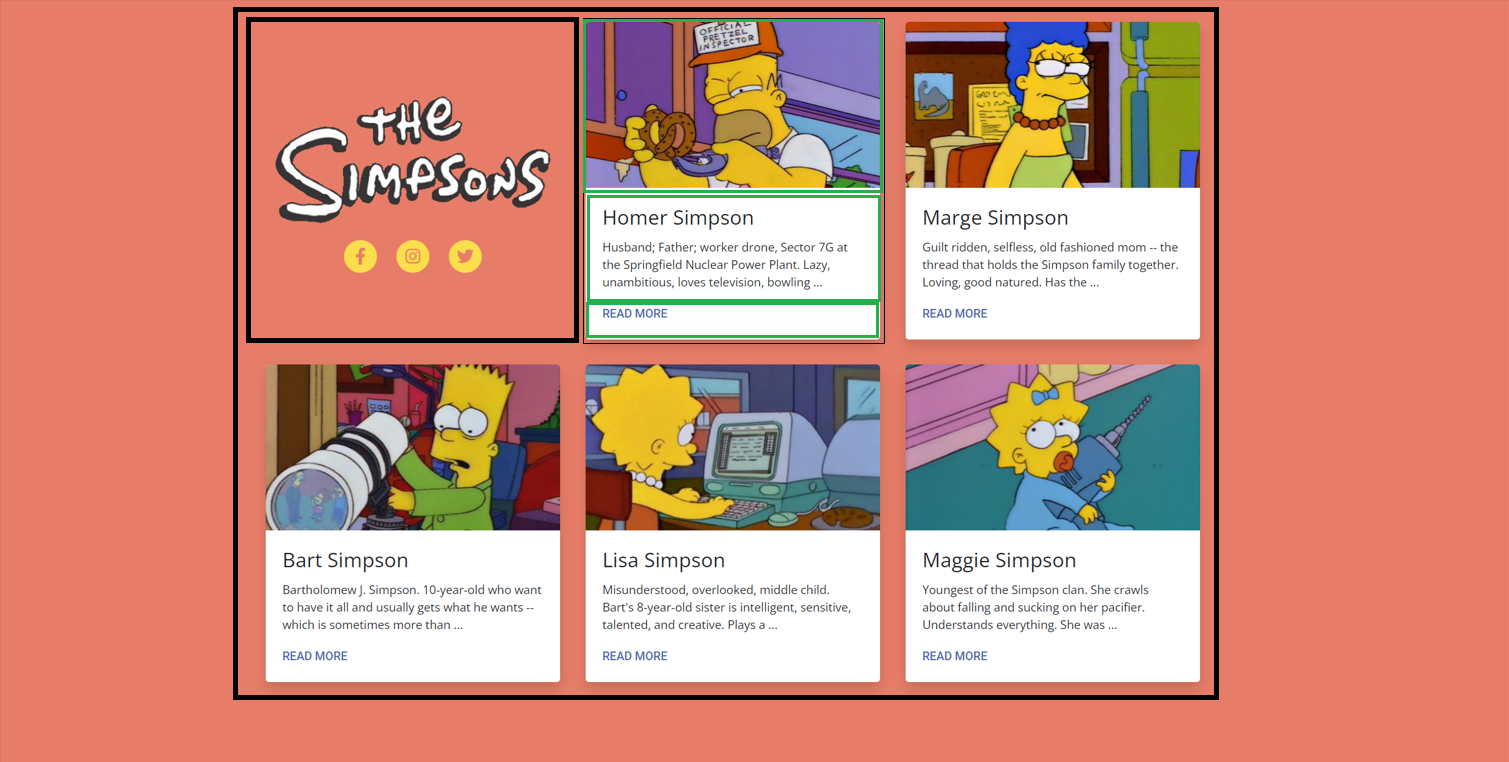 THE
SIMPSONS
OFFICIAL
PRETZEL
INSPECTOR
Homer Simpson
Husband; Father; worker drone, Sector 7G at
the Springfield Nuclear Power Plant. Lazy,
unambitious, loves television, bowling ...
READ MORE
Marge Simpson
Guilt ridden, selfless, old fashioned mom -- the
thread that holds the Simpson family together.
Loving, good natured. Has the ...
READ MORE
Bart Simpson
Bartholomew J. Simpson. 10-year-old who want
to have it all and usually gets what he wants --
which is sometimes more than ...
READ MORE
Lisa Simpson
Misunderstood, overlooked, middle child.
Bart's 8-year-old sister is intelligent, sensitive,
talented, and creative. Plays a ...
READ MORE
Maggie Simpson
Youngest of the Simpson clan. She crawls
about falling and sucking on her pacifier.
Understands everything. She was ...
READ MORE